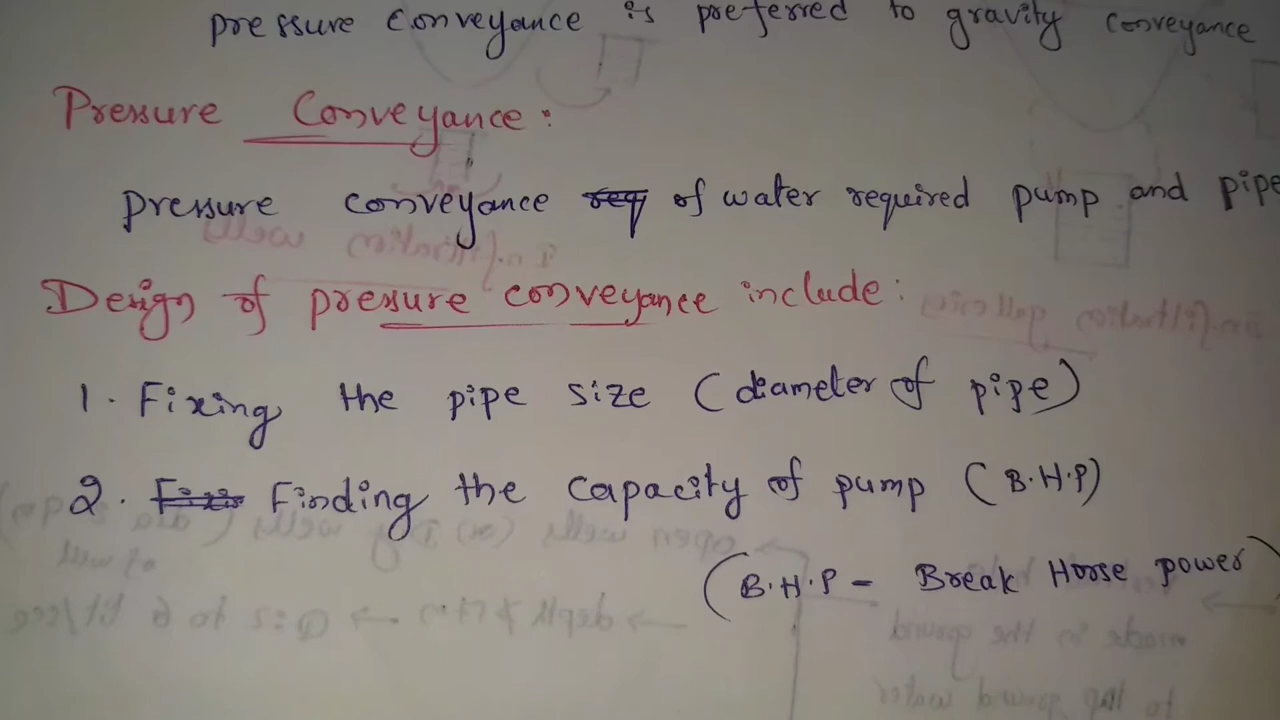 pressure conveyance is preferred to gravity conveyance
Pressure Conveyance:
pressure conveyance req of water required pump and pipe
Design of pressure conveyance include:
1. Fixing the pipe size (diameter of pipe)
2. Finding the capacity of pump (B.H.P)
(B.H.P - Break Horse power)